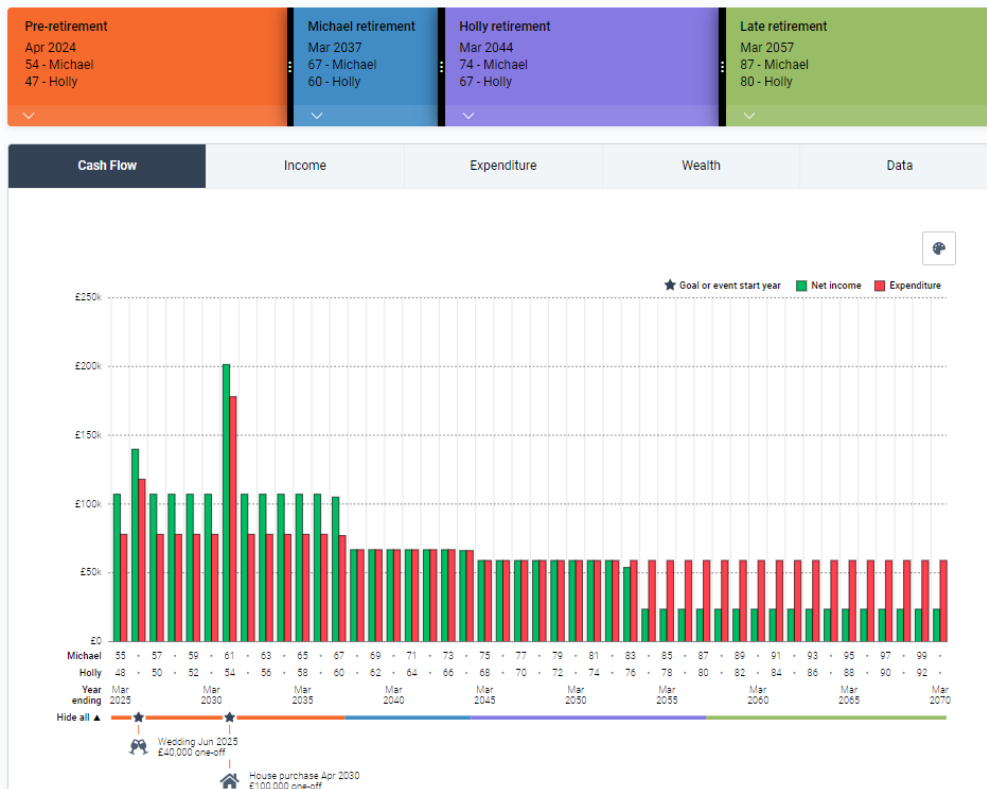 Pre-retirement
Apr 2024
54 - Michael
47 - Holly
Michael retirement
Mar 2037
67 - Michael
60 - Holly
Holly retirement
Mar 2044
74 - Michael
67 - Holly
Late retirement
Mar 2057
87 - Michael
80 - Holly
Cash Flow Income Expenditure Wealth Data
Goal or event start year Net income Expenditure
£250k
£200k
£150k
£100k
£50k
£0
Michael 55 - 57 - 59 - 61 - 63 - 65 - 67 - 69 - 71 - 73 - 75 - 77 - 79 - 81 - 83 - 85 - 87 - 89 - 91 - 93 - 95 - 97 - 99 -
Holly 48 - 50 - 52 - 54 - 56 - 58 - 60 - 62 - 64 - 66 - 68 - 70 - 72 - 74 - 76 - 78 - 80 - 82 - 84 - 86 - 88 - 90 - 92 -
Year Mar Mar Mar Mar Mar Mar Mar Mar Mar Mar
ending 2025 2030 2035 2040 2045 2050 2055 2060 2065 2070
Hide all ▲
Wedding Jun 2025
£40,000 one-off
House purchase Apr 2030
£100,000 one-off